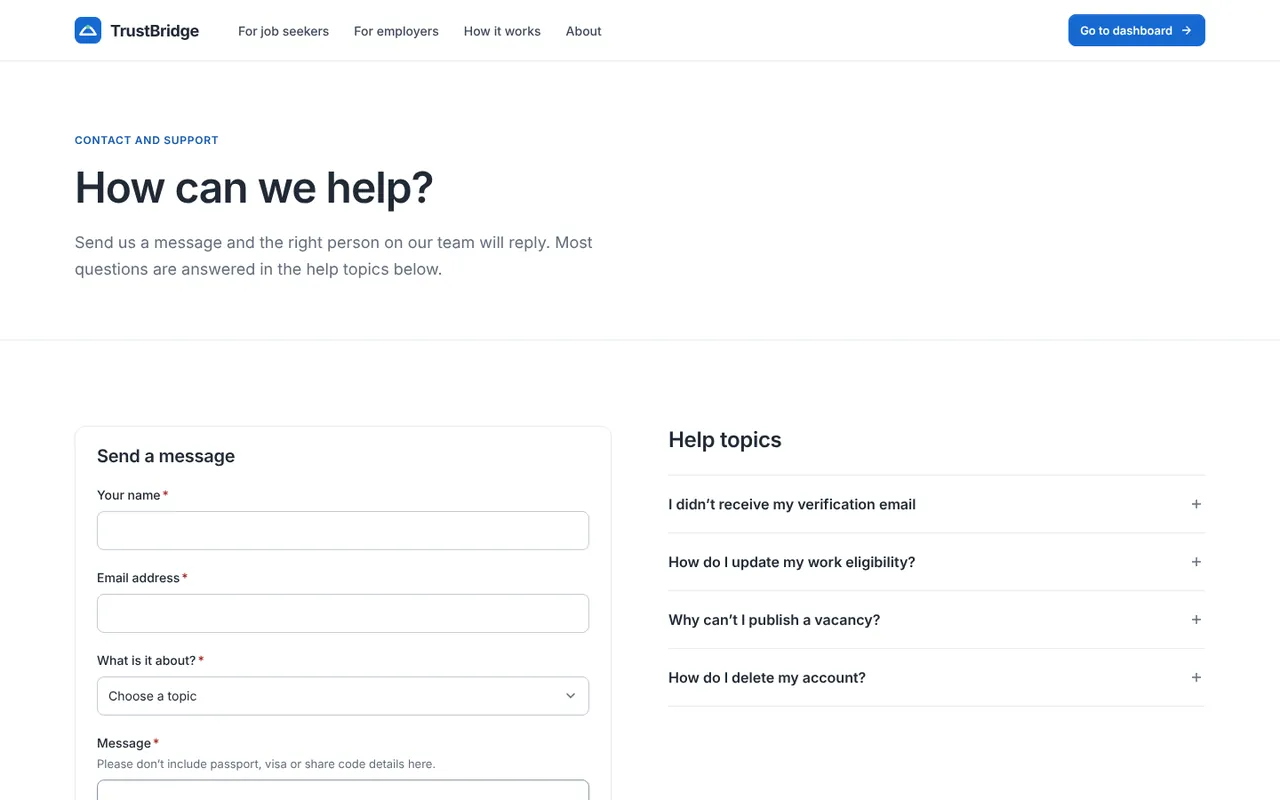 TrustBridge
For job seekers
For employers
How it works
About
Go to dashboard →
CONTACT AND SUPPORT
How can we help?
Send us a message and the right person on our team will reply. Most
questions are answered in the help topics below.
Send a message
Your name*
Email address*
What is it about?*
Choose a topic
Message*
Please don’t include passport, visa or share code details here.
Help topics
I didn’t receive my verification email
How do I update my work eligibility?
Why can’t I publish a vacancy?
How do I delete my account?